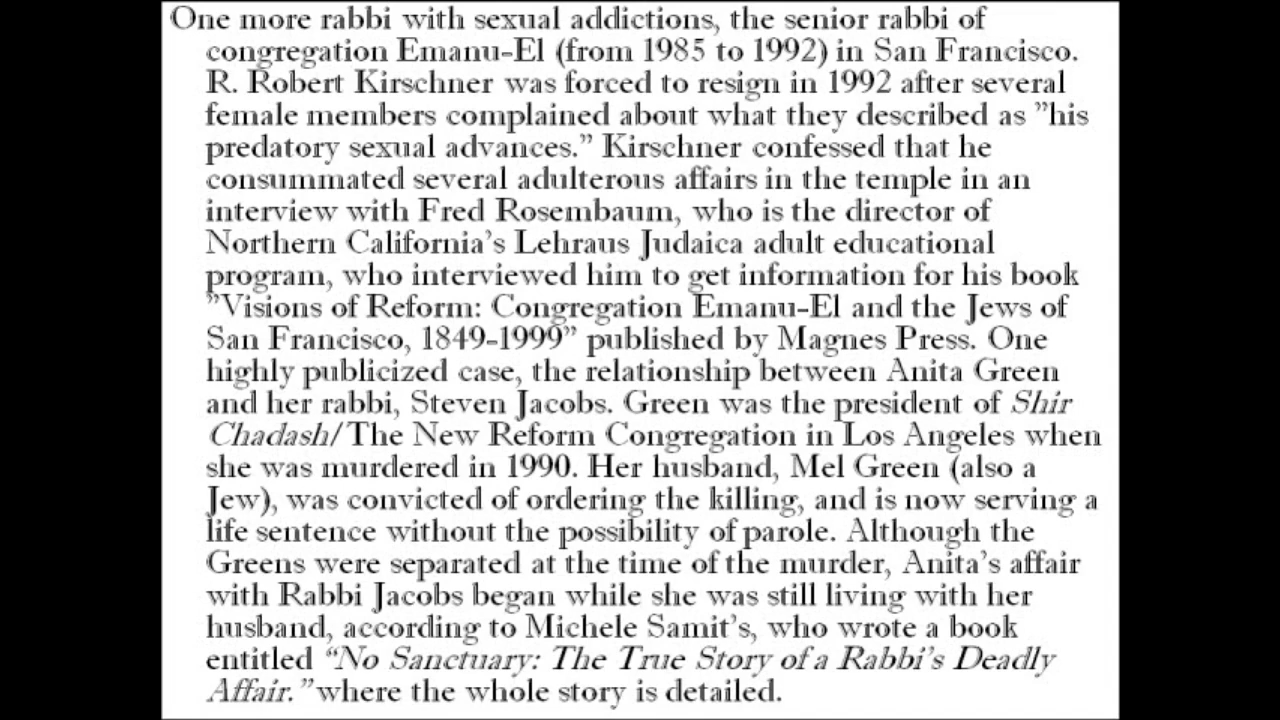 One more rabbi with sexual addictions, the senior rabbi of
congregation Emanu-El (from 1985 to 1992) in San Francisco.
R. Robert Kirschner was forced to resign in 1992 after several
female members complained about what they described as ”his
predatory sexual advances.” Kirschner confessed that he
consummated several adulterous affairs in the temple in an
interview with Fred Rosembaum, who is the director of
Northern California’s Lehraus Judaica adult educational
program, who interviewed him to get information for his book
”Visions of Reform: Congregation Emanu-El and the Jews of
San Francisco, 1849-1999” published by Magnes Press. One
highly publicized case, the relationship between Anita Green
and her rabbi, Steven Jacobs. Green was the president of Shir
Chadash/The New Reform Congregation in Los Angeles when
she was murdered in 1990. Her husband, Mel Green (also a
Jew), was convicted of ordering the killing, and is now serving a
life sentence without the possibility of parole. Although the
Greens were separated at the time of the murder, Anita’s affair
with Rabbi Jacobs began while she was still living with her
husband, according to Michele Samit’s, who wrote a book
entitled “No Sanctuary: The True Story of a Rabbi’s Deadly
Affair.” where the whole story is detailed.